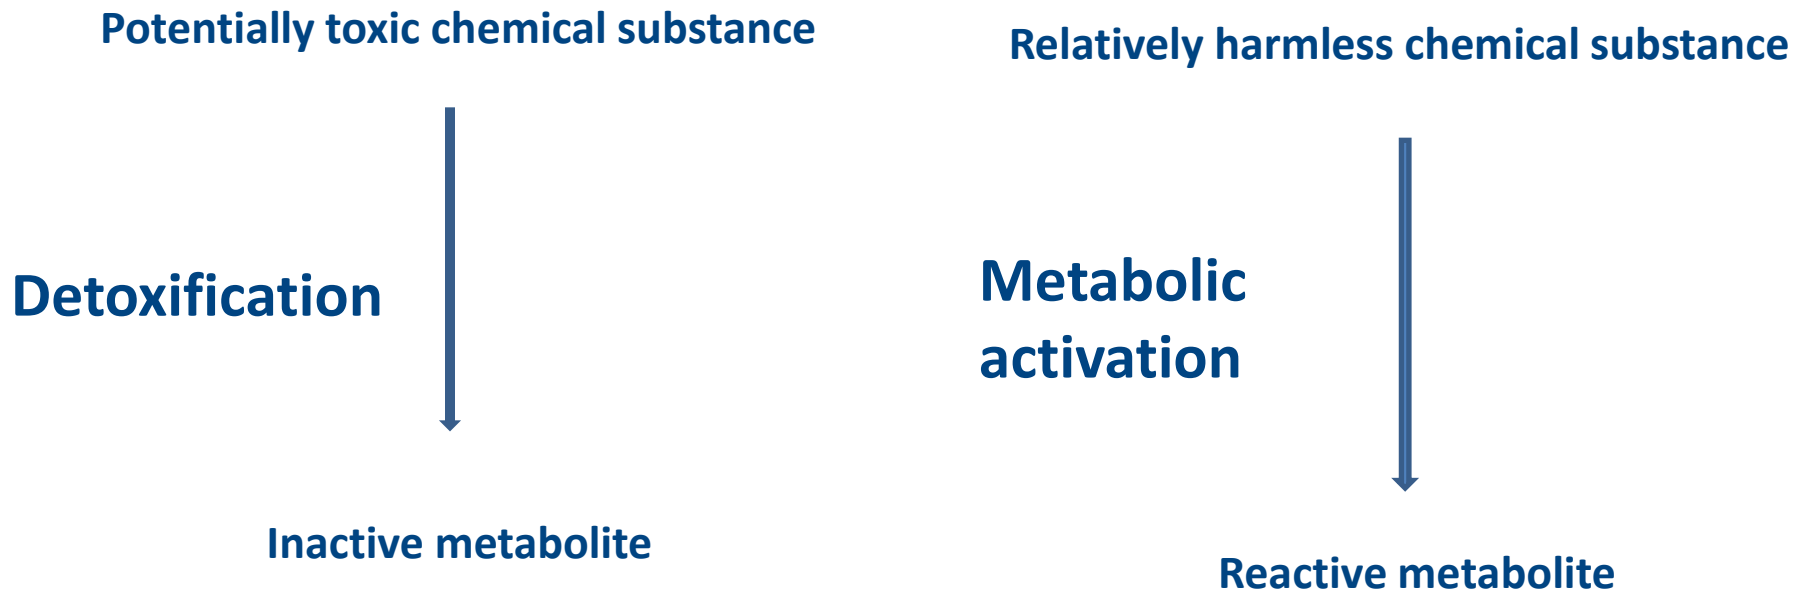 Potentially toxic chemical substance
Detoxification
Inactive metabolite
Relatively harmless chemical substance
Metabolic
activation
Reactive metabolite